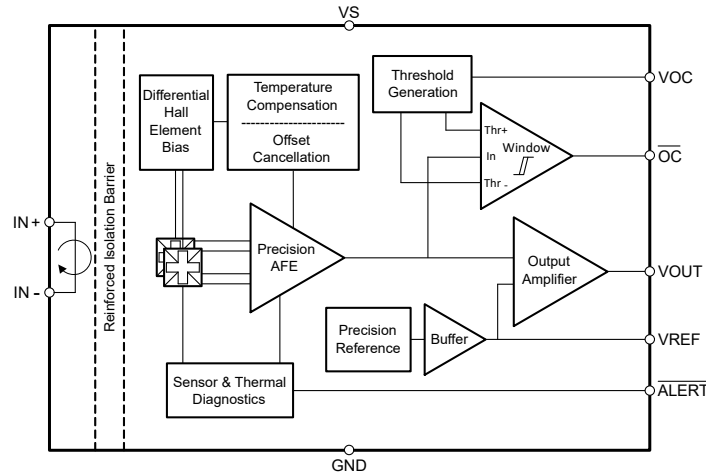 VS
Differential
Hall
Element
Bias
Temperature
Compensation
Offset
Cancellation
Threshold
Generation
VOC
Thr+
In
Thr -
Window
OC
Reinforced Isolation Barrier
IN+
IN -
Precision
AFE
Output
Amplifier
VOUT
Precision
Reference
Buffer
VREF
Sensor & Thermal
Diagnostics
ALERT
GND